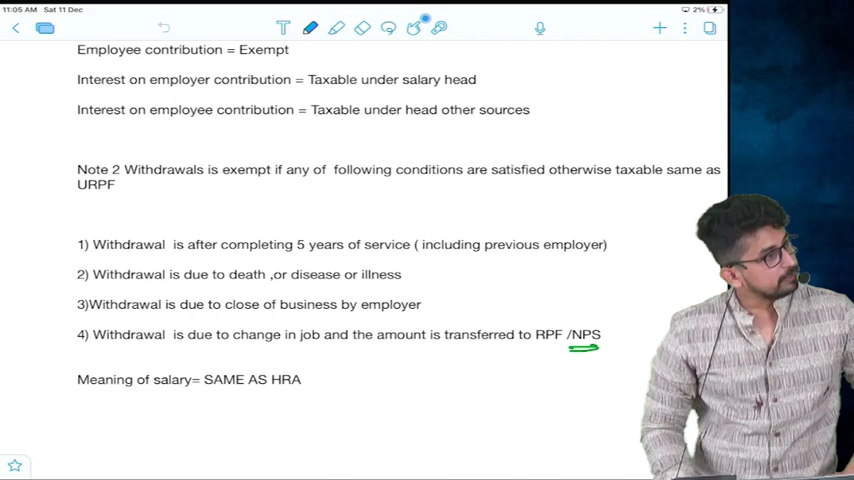 11:05 AM Sat 11 Dec 2%
T
Employee contribution = Exempt
Interest on employer contribution = Taxable under salary head
Interest on employee contribution = Taxable under head other sources
Note 2 Withdrawals is exempt if any of following conditions are satisfied otherwise taxable same as
URPF
1) Withdrawal is after completing 5 years of service ( including previous employer)
2) Withdrawal is due to death ,or disease or illness
3)Withdrawal is due to close of business by employer
4) Withdrawal is due to change in job and the amount is transferred to RPF /NPS
Meaning of salary= SAME AS HRA